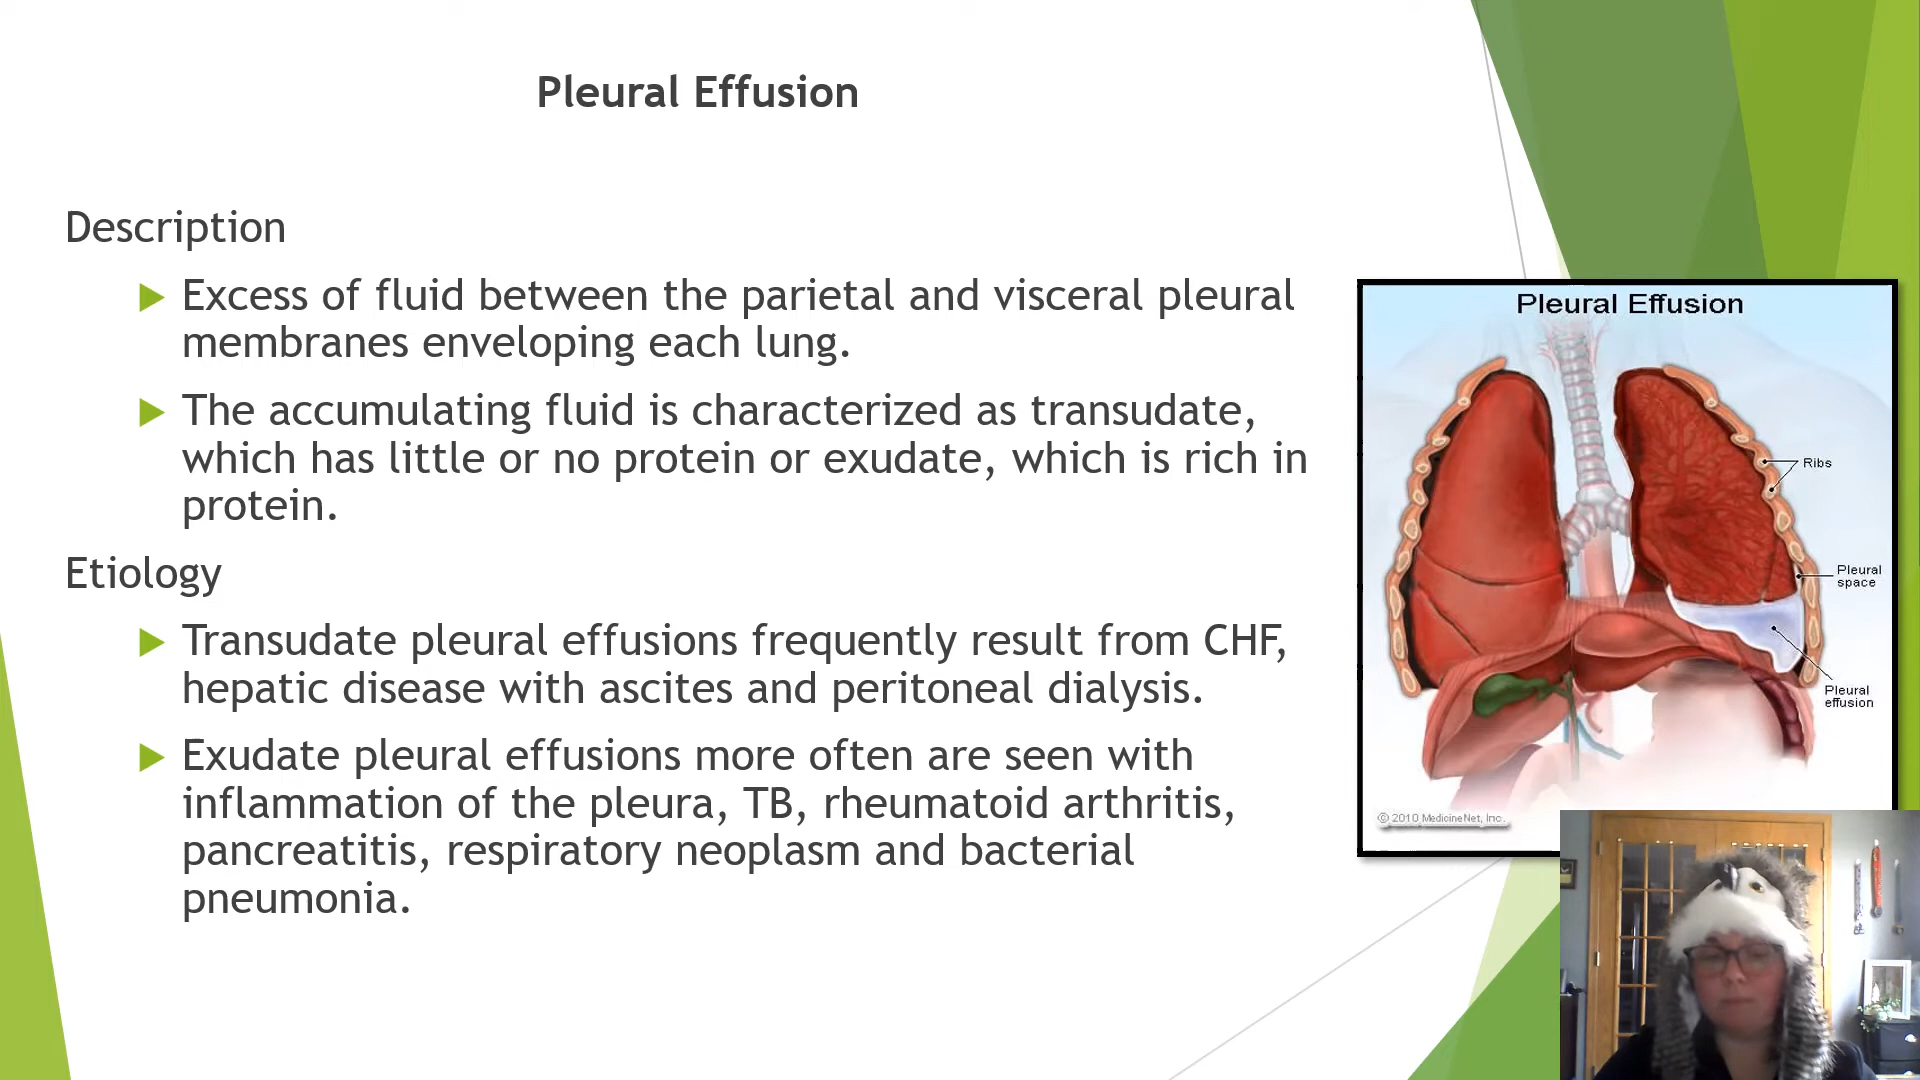 Pleural Effusion
Description
Excess of fluid between the parietal and visceral pleural
membranes enveloping each lung.
The accumulating fluid is characterized as transudate,
which has little or no protein or exudate, which is rich in
protein.
Etiology
Transudate pleural effusions frequently result from CHF,
hepatic disease with ascites and peritoneal dialysis.
Exudate pleural effusions more often are seen with
inflammation of the pleura, TB, rheumatoid arthritis,
pancreatitis, respiratory neoplasm and bacterial
pneumonia.
Pleural Effusion
Ribs
Pleural
space
Pleural
effusion
© 2010 MedicineNet, Inc.